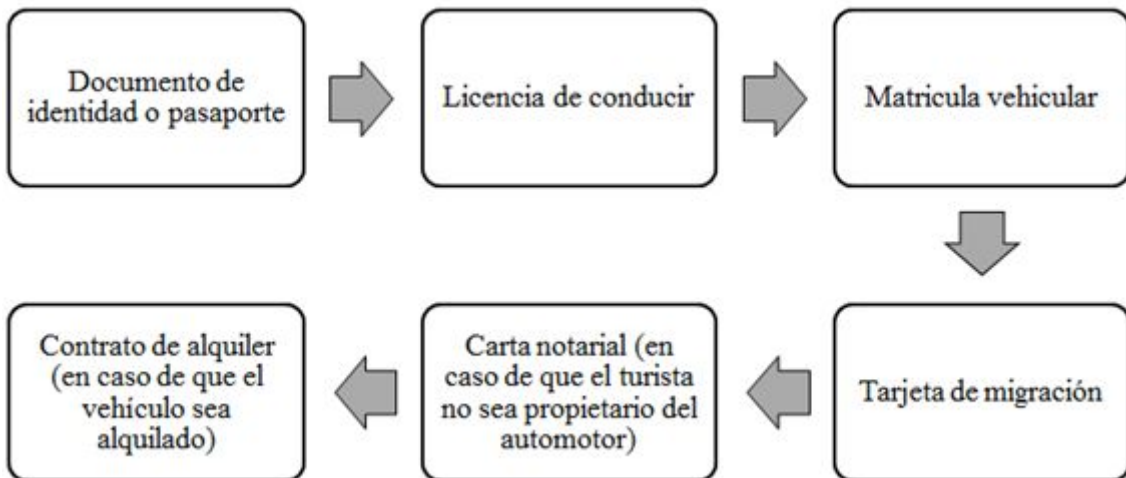 Documento de
identidad o pasaporte
Licencia de conducir
Matricula vehicular
Tarjeta de migración
Carta notarial (en
caso de que el turista
no sea propietario del
automotor)
Contrato de alquiler
(en caso de que el
vehículo sea
alquilado)